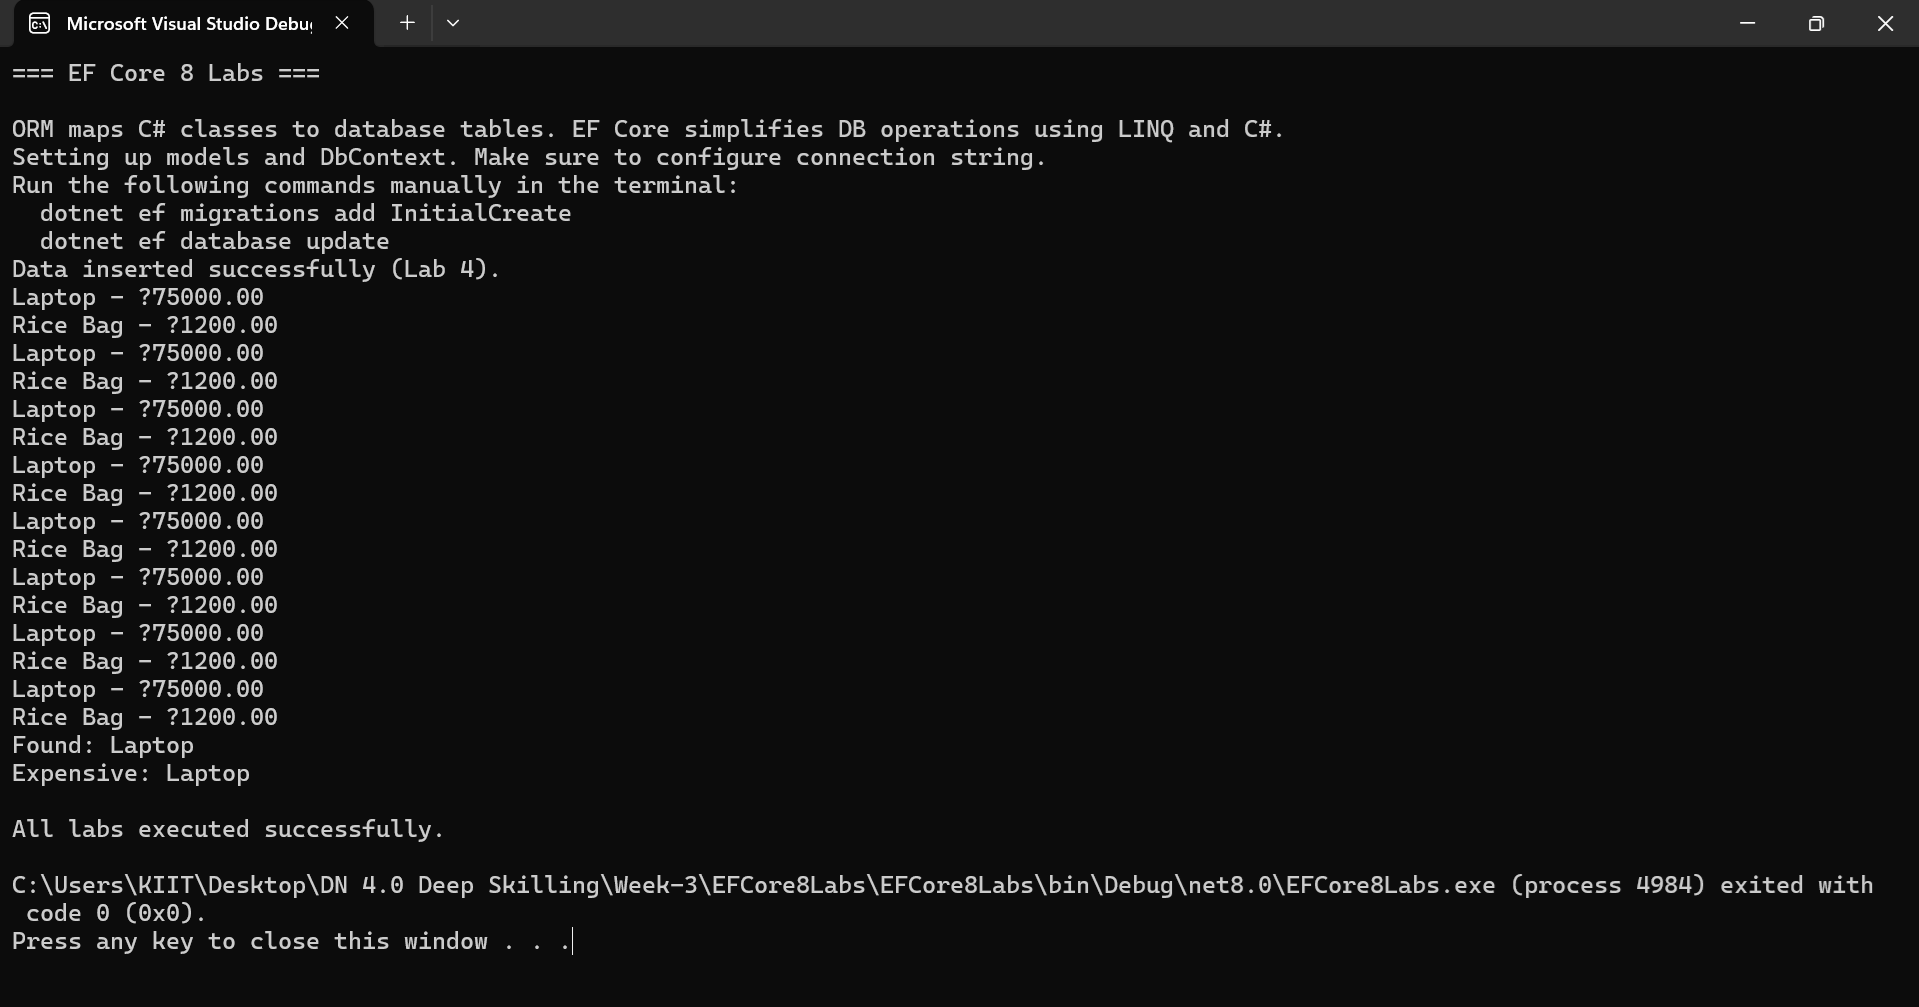 Microsoft Visual Studio Debu
=== EF Core 8 Labs ===
ORM maps C# classes to database tables. EF Core simplifies DB operations using LINQ and C#.
Setting up models and DbContext. Make sure to configure connection string.
Run the following commands manually in the terminal:
  dotnet ef migrations add InitialCreate
  dotnet ef database update
Data inserted successfully (Lab 4).
Laptop - ?75000.00
Rice Bag - ?1200.00
Laptop - ?75000.00
Rice Bag - ?1200.00
Laptop - ?75000.00
Rice Bag - ?1200.00
Laptop - ?75000.00
Rice Bag - ?1200.00
Laptop - ?75000.00
Rice Bag - ?1200.00
Laptop - ?75000.00
Rice Bag - ?1200.00
Laptop - ?75000.00
Rice Bag - ?1200.00
Laptop - ?75000.00
Rice Bag - ?1200.00
Found: Laptop
Expensive: Laptop
All labs executed successfully.
C:\Users\KIIT\Desktop\DN 4.0 Deep Skilling\Week-3\EFCore8Labs\EFCore8Labs\bin\Debug\net8.0\EFCore8Labs.exe (process 4984) exited with
 code 0 (0x0).
Press any key to close this window . . .